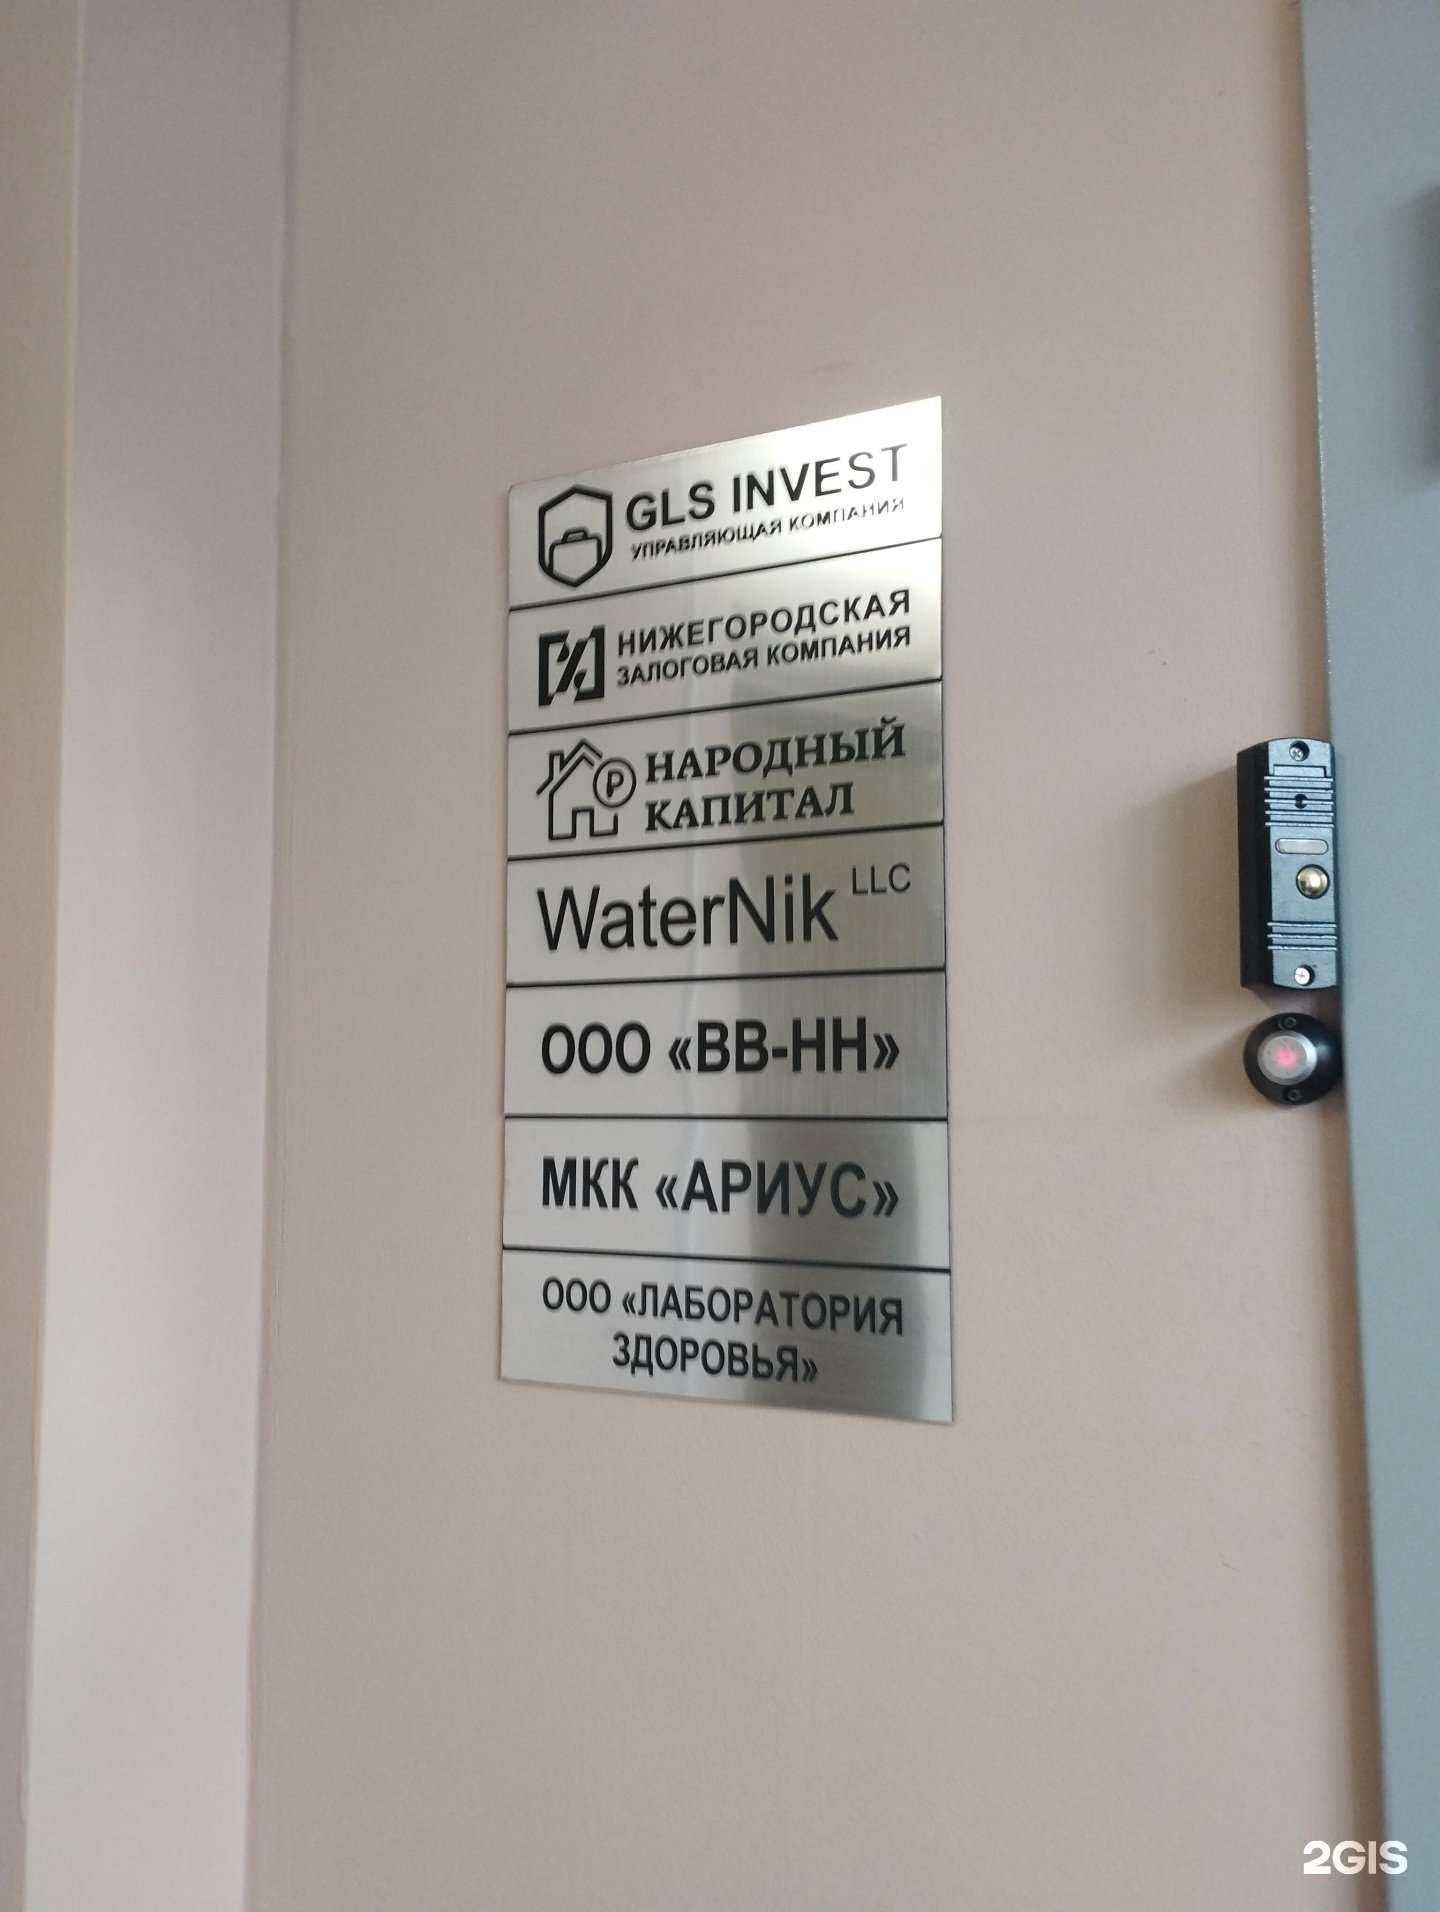 GLS INVEST
УПРАВЛЯЮЩАЯ КОМПАНИЯ
НИЖЕГОРОДСКАЯ
ЗАЛОГОВАЯ КОМПАНИЯ
НАРОДНЫЙ
КАПИТАЛ
WaterNik LLC
ООО «ВВ-НН»
МКК «АРИУС»
ООО «ЛАБОРАТОРИЯ
ЗДОРОВЬЯ»
2GIS